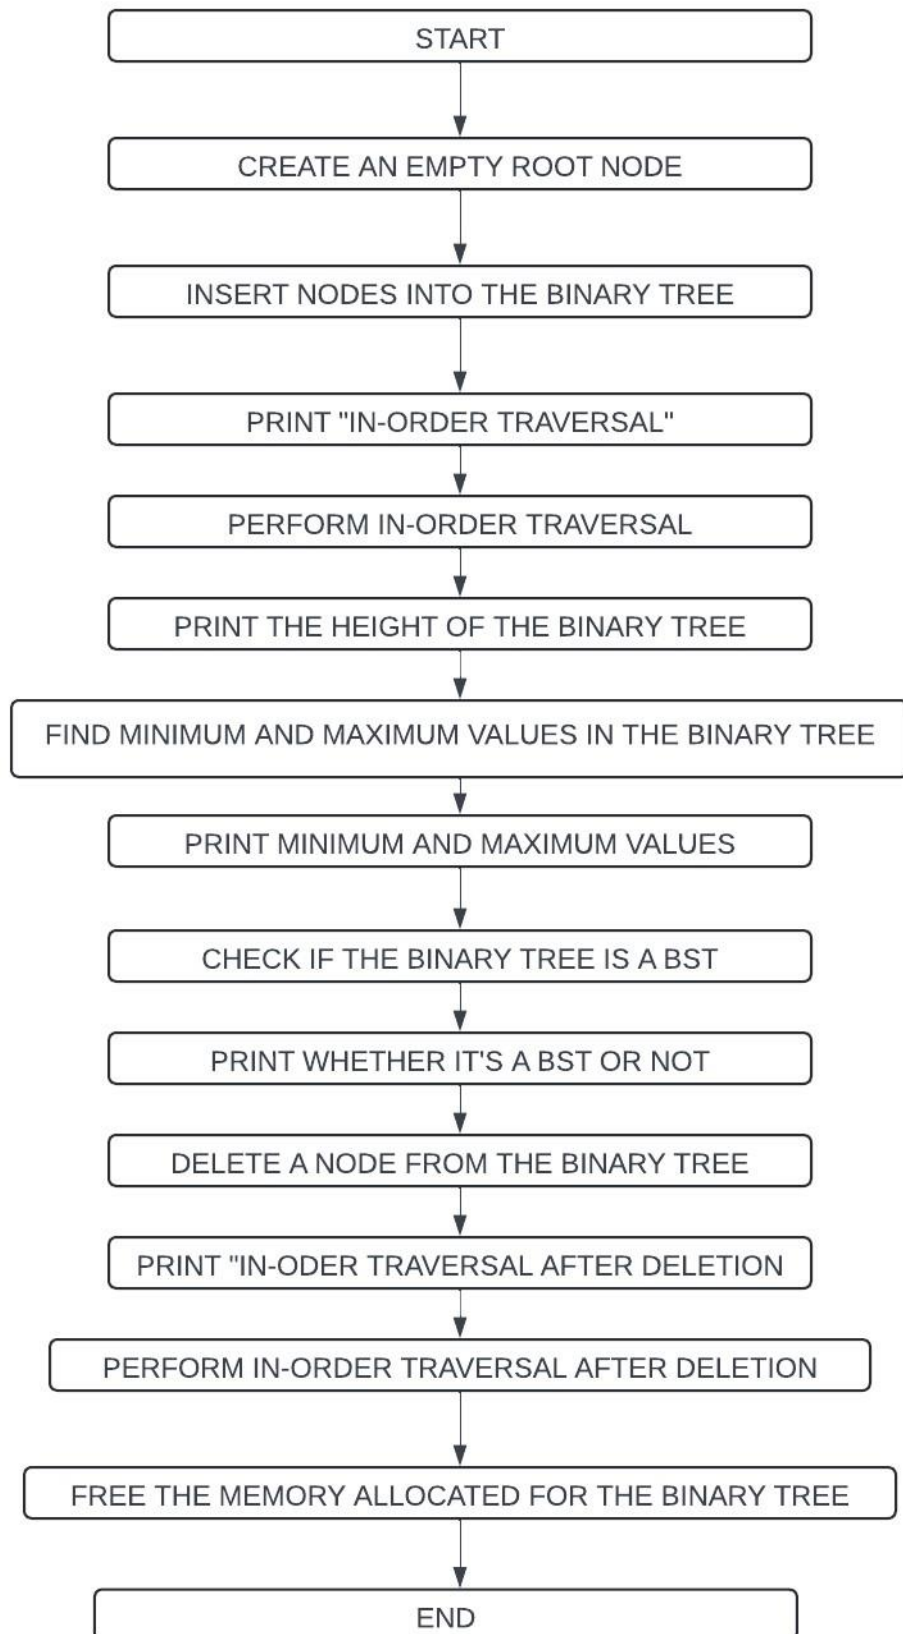 START
CREATE AN EMPTY ROOT NODE
INSERT NODES INTO THE BINARY TREE
PRINT "IN-ORDER TRAVERSAL"
PERFORM IN-ORDER TRAVERSAL
PRINT THE HEIGHT OF THE BINARY TREE
FIND MINIMUM AND MAXIMUM VALUES IN THE BINARY TREE
PRINT MINIMUM AND MAXIMUM VALUES
CHECK IF THE BINARY TREE IS A BST
PRINT WHETHER IT'S A BST OR NOT
DELETE A NODE FROM THE BINARY TREE
PRINT "IN-ODER TRAVERSAL AFTER DELETION
PERFORM IN-ORDER TRAVERSAL AFTER DELETION
FREE THE MEMORY ALLOCATED FOR THE BINARY TREE
END